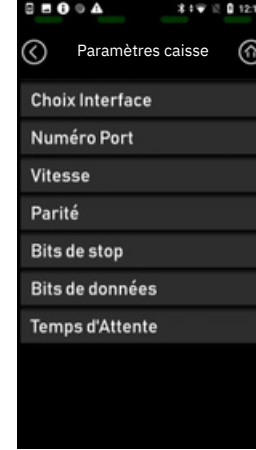 Paramètres caisse
Choix Interface
Numéro Port
Vitesse
Parité
Bits de stop
Bits de données
Temps d'Attente